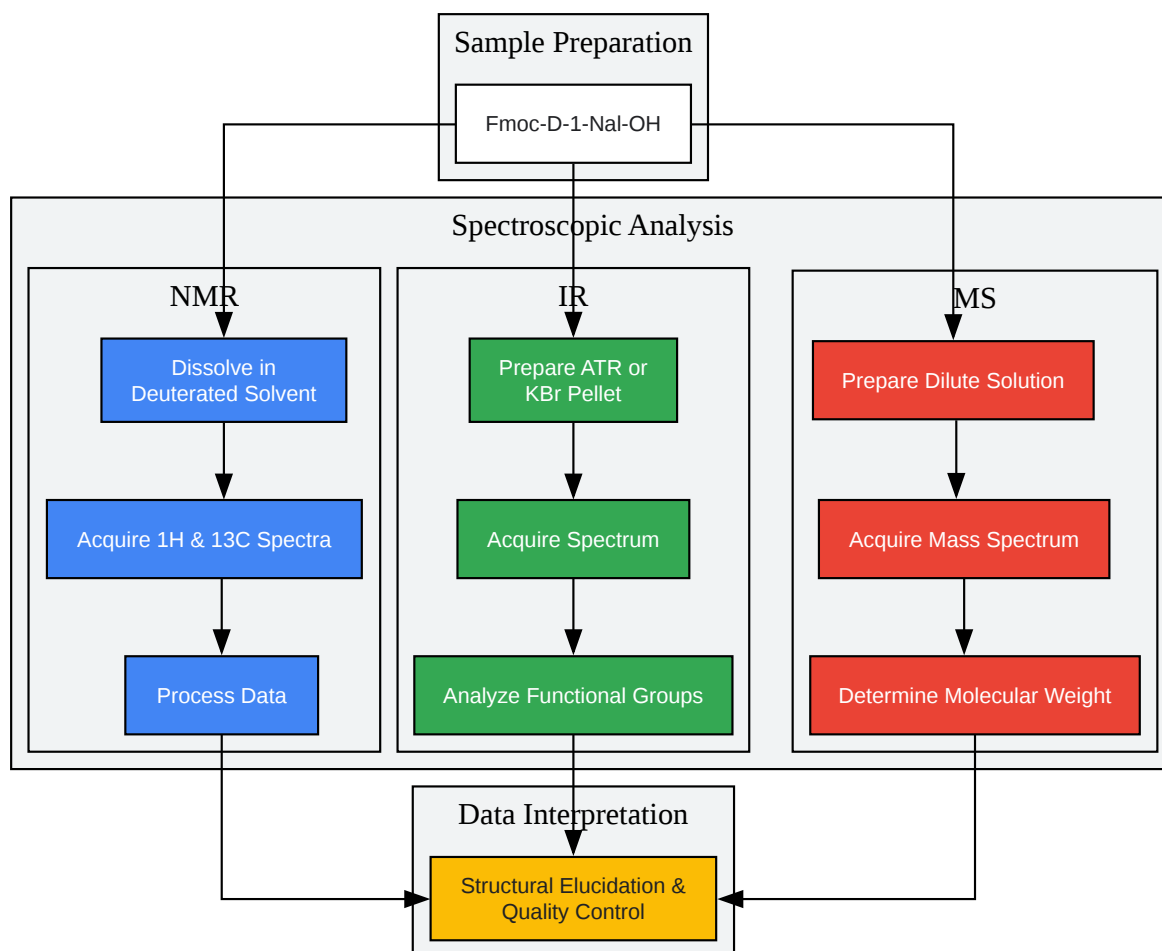 Sample Preparation
Fmoc-D-1-Nal-OH
Spectroscopic Analysis
NMR
Dissolve in
Deuterated Solvent
Acquire 1H & 13C Spectra
Process Data
IR
Prepare ATR or
KBr Pellet
Acquire Spectrum
Analyze Functional Groups
MS
Prepare Dilute Solution
Acquire Mass Spectrum
Determine Molecular Weight
Data Interpretation
Structural Elucidation &
Quality Control